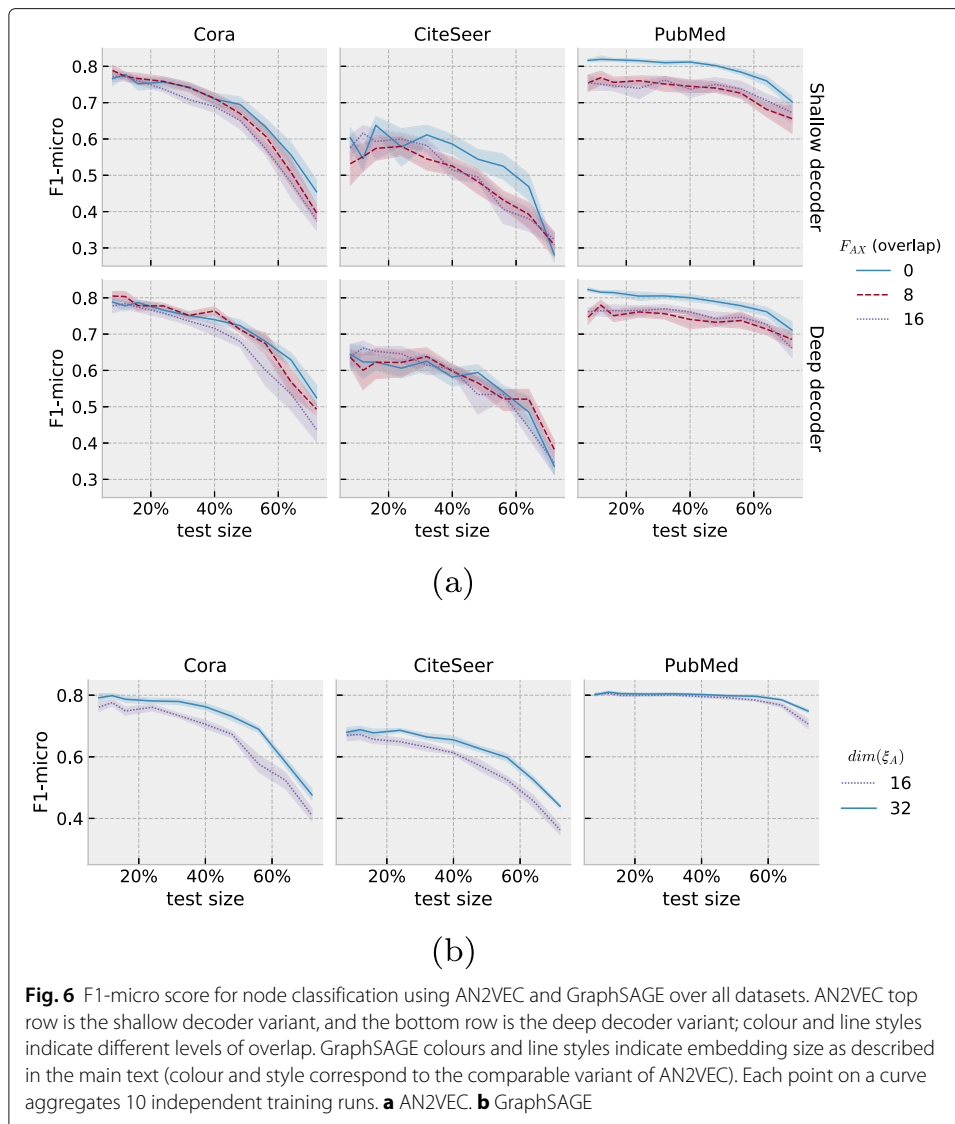 Cora
CiteSeer
PubMed
0.8
0.7
0.6
0.5
0.4
0.3
F1-micro
Shallow decoder
0.8
0.7
0.6
0.5
0.4
0.3
F1-micro
Deep decoder
F_AX (overlap)
0
8
16
20% 40% 60%
20% 40% 60%
20% 40% 60%
test size
test size
test size
(a)
Cora
CiteSeer
PubMed
0.8
0.6
0.4
F1-micro
dim(ξ_A)
16
32
20% 40% 60%
20% 40% 60%
20% 40% 60%
test size
test size
test size
(b)
Fig. 6 F1-micro score for node classification using AN2VEC and GraphSAGE over all datasets. AN2VEC top
row is the shallow decoder variant, and the bottom row is the deep decoder variant; colour and line styles
indicate different levels of overlap. GraphSAGE colours and line styles indicate embedding size as described
in the main text (colour and style correspond to the comparable variant of AN2VEC). Each point on a curve
aggregates 10 independent training runs. a AN2VEC. b GraphSAGE